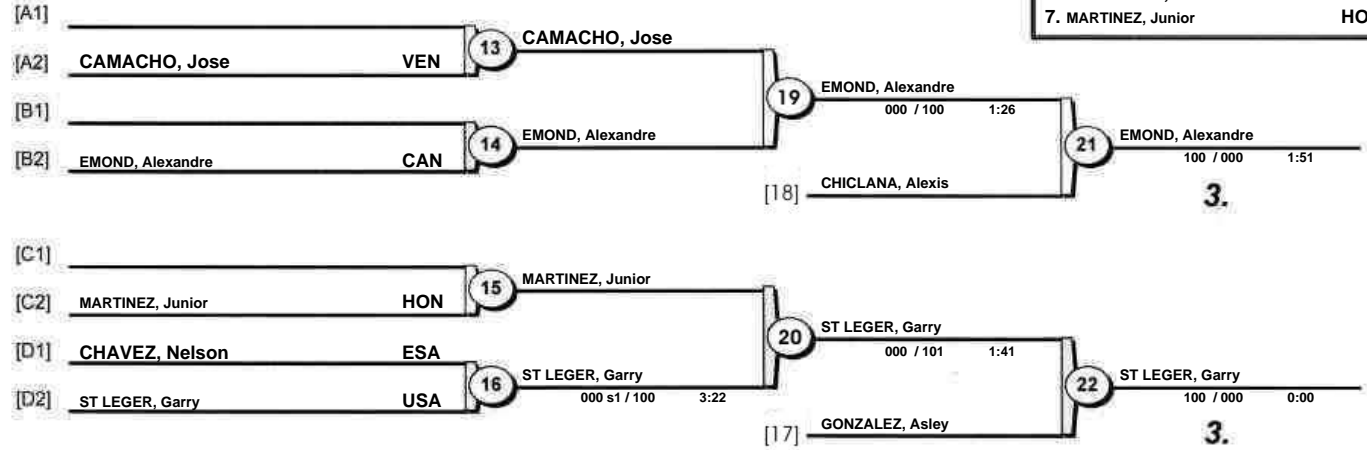 [A1]
7. MARTINEZ, Junior HO
13 CAMACHO, Jose
[A2] CAMACHO, Jose VEN
19 EMOND, Alexandre
000 / 100 1:26
[B1]
14 EMOND, Alexandre
21 EMOND, Alexandre
100 / 000 1:51
[B2] EMOND, Alexandre CAN
[18] CHICLANA, Alexis
3.
[C1]
15 MARTINEZ, Junior
[C2] MARTINEZ, Junior HON
20 ST LEGER, Garry
000 / 101 1:41
[D1] CHAVEZ, Nelson ESA
16 ST LEGER, Garry
000 s1 / 100 3:22
22 ST LEGER, Garry
100 / 000 0:00
[D2] ST LEGER, Garry USA
[17] GONZALEZ, Asley
3.